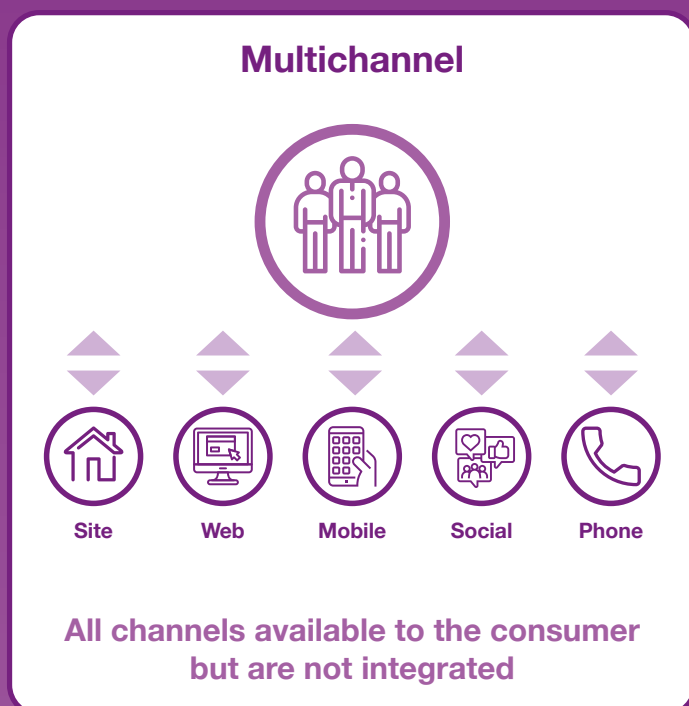 Multichannel
Site
Web
Mobile
Social
Phone
All channels available to the consumer
but are not integrated